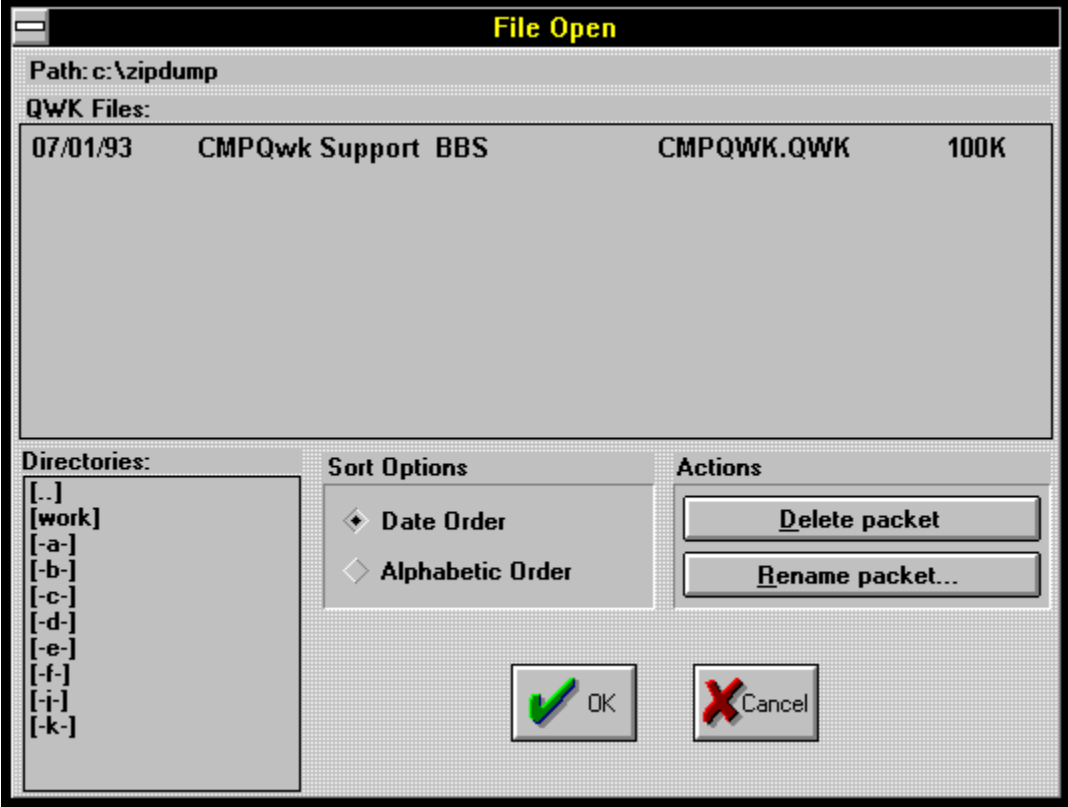 File Open
Path: c:\zipdump
QWK Files:
07/01/93 CMPQwk Support BBS CMPQWK.QWK 100K
Directories:
[..]
[work]
[-a-]
[-b-]
[-c-]
[-d-]
[-e-]
[-f-]
[-j-]
[-k-]
Sort Options
Date Order
Alphabetic Order
Actions
Delete packet
Rename packet...
OK
Cancel